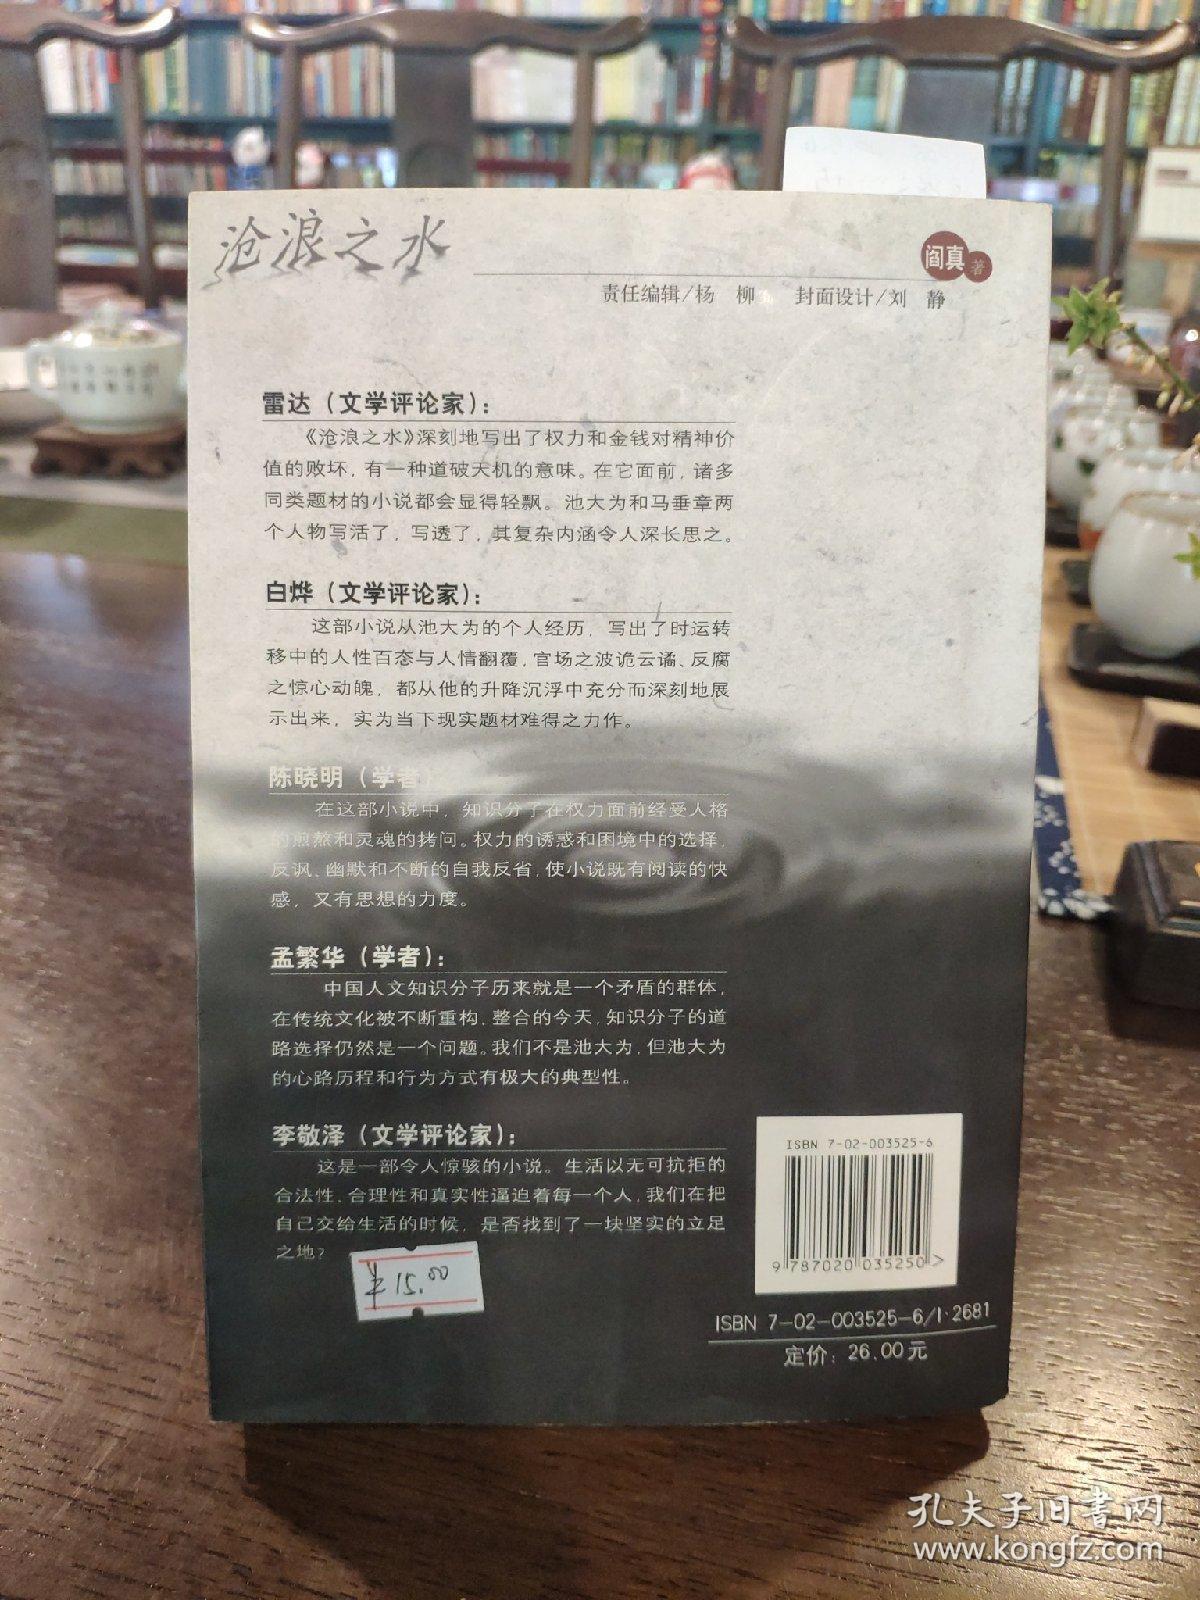 沧浪之水
阎真 著
责任编辑/杨 柳 封面设计/刘 静
雷达（文学评论家）：
《沧浪之水》深刻地写出了权力和金钱对精神价
值的败坏，有一种道破天机的意味。在它面前，诸多
同类题材的小说都会显得轻飘。池大为和马垂章两
个人物写活了，写透了，其复杂内涵令人深长思之。
白烨（文学评论家）：
这部小说从池大为的个人经历，写出了时运转
移中的人性百态与人情翻覆，官场之波诡云谲、反腐
之惊心动魄，都从他的升降沉浮中充分而深刻地展
示出来，实为当下现实题材难得之力作。
陈晓明（学者）：
在这部小说中，知识分子在权力面前经受人格
的煎熬和灵魂的拷问。权力的诱惑和困境中的选择，
反讽、幽默和不断的自我反省，使小说既有阅读的快
感，又有思想的力度。
孟繁华（学者）：
中国人文知识分子历来就是一个矛盾的群体，
在传统文化被不断重构、整合的今天，知识分子的道
路选择仍然是一个问题。我们不是池大为，但池大为
的心路历程和行为方式有极大的典型性。
李敬泽（文学评论家）：
这是一部令人惊骇的小说。生活以无可抗拒的
合法性、合理性和真实性逼迫着每一个人，我们在把
自己交给生活的时候，是否找到了一块坚实的立足
之地？
¥15.00
ISBN 7-02-003525-6
9 787020 035250 >
ISBN 7-02-003525-6/I·2681
定价：26.00元
孔夫子旧书网
www.kongfz.com